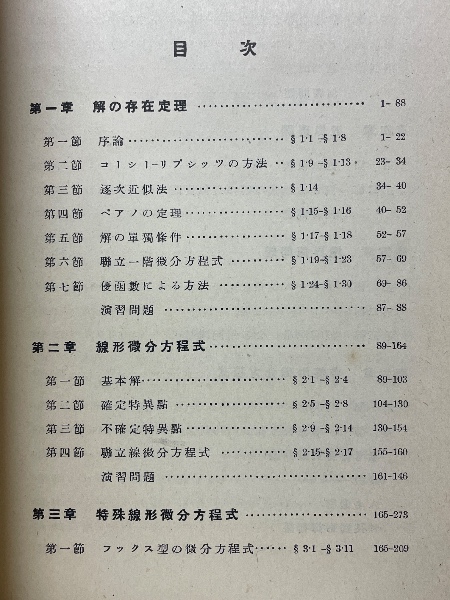 目次
第一章 解の存在定理 ································ 1- 88
第一節 序論 ·························· § 1·1 –§ 1·8 1- 22
第二節 コーシー–リプシッツの方法 ··· § 1·9 –§ 1·13 23- 34
第三節 逐次近似法 ···················· § 1·14 34- 40
第四節 ペアノの定理 ················ § 1·15–§ 1·16 40- 52
第五節 解の單獨條件 ················ § 1·17–§ 1·18 52- 57
第六節 聯立一階微分方程式 ········ § 1·19–§ 1·23 57- 69
第七節 優函數による方法 ·········· § 1·24–§ 1·30 69- 86
演習問題 ···································· 87- 88
第二章 線形微分方程式 ···························· 89-164
第一節 基本解 ························ § 2·1 –§ 2·4 89-103
第二節 確定特異點 ·················· § 2·5 –§ 2·8 104-130
第三節 不確定特異點 ················ § 2·9 –§ 2·14 130-154
第四節 聯立線微分方程式 ·········· § 2·15–§ 2·17 155-160
演習問題 ···································· 161-146
第三章 特殊線形微分方程式 ······················ 165-273
第一節 フックス型の微分方程式 ······ § 3·1 –§ 3·11 165-209